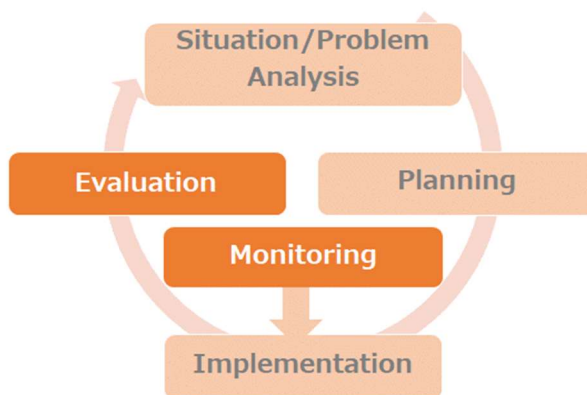 Situation/Problem
Analysis
Evaluation
Planning
Monitoring
Implementation